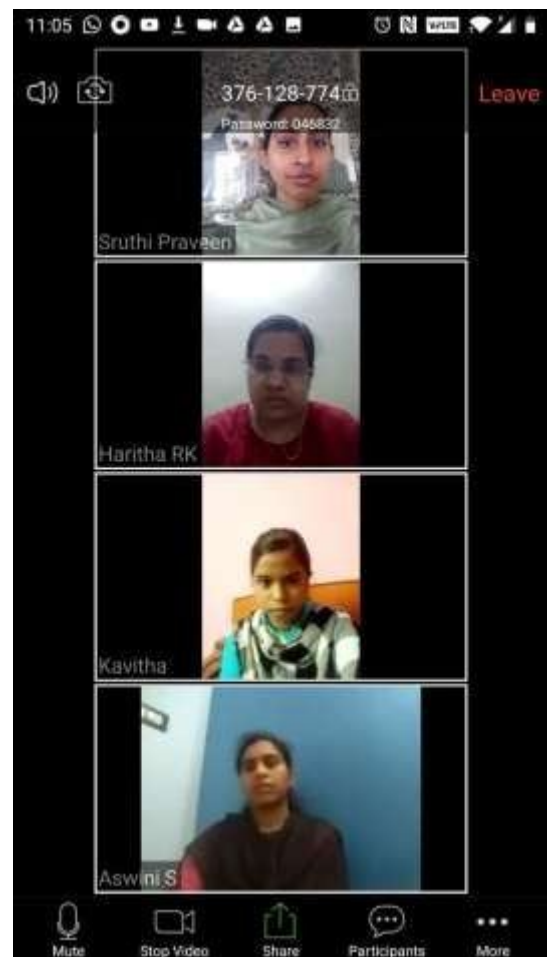 11:05
376-128-774
Leave
Password: 046832
Sruthi Praveen
Haritha RK
Kavitha
Aswini S
Mute
Stop Video
Share
Participants
More